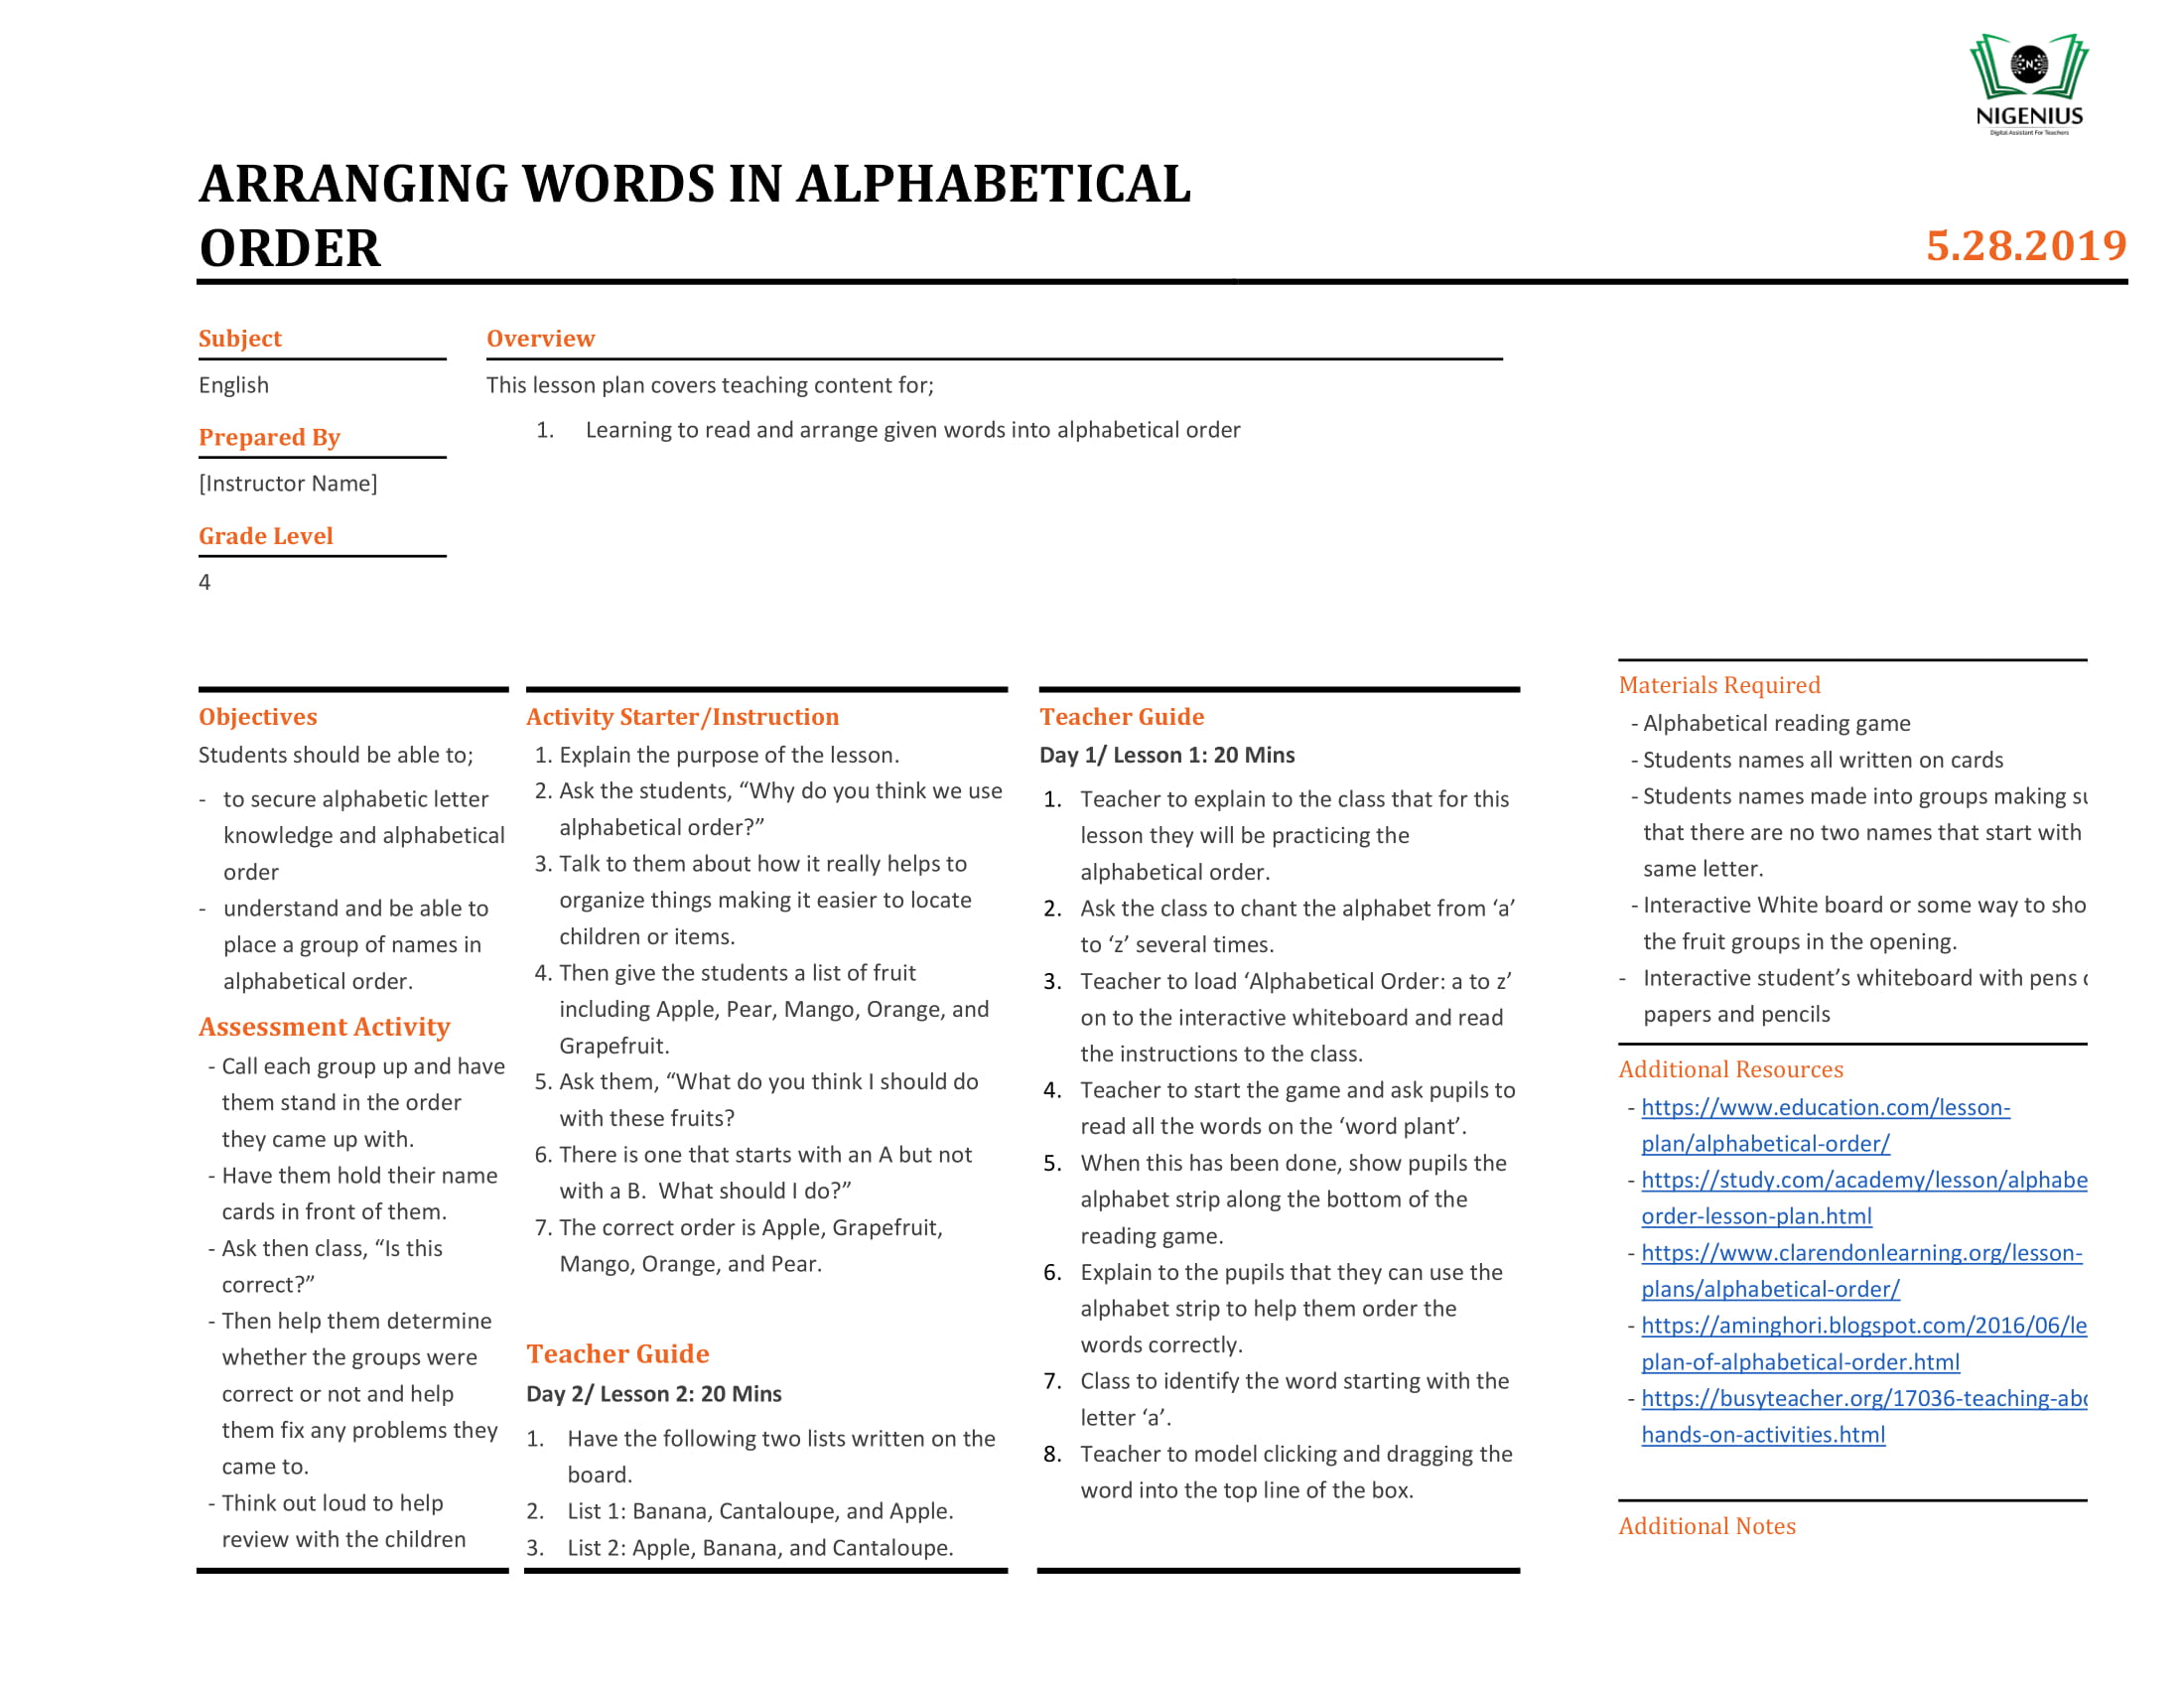 NIGENIUS
Digital Assistant For Teachers
ARRANGING WORDS IN ALPHABETICAL
ORDER
5.28.2019
Subject
English
Prepared By
[Instructor Name]
Grade Level
4
Overview
This lesson plan covers teaching content for;
1. Learning to read and arrange given words into alphabetical order
Objectives
Students should be able to;
- to secure alphabetic letter
knowledge and alphabetical
order
- understand and be able to
place a group of names in
alphabetical order.
Assessment Activity
- Call each group up and have
them stand in the order
they came up with.
- Have them hold their name
cards in front of them.
- Ask then class, “Is this
correct?”
- Then help them determine
whether the groups were
correct or not and help
them fix any problems they
came to.
- Think out loud to help
review with the children
Activity Starter/Instruction
1. Explain the purpose of the lesson.
2. Ask the students, “Why do you think we use
alphabetical order?”
3. Talk to them about how it really helps to
organize things making it easier to locate
children or items.
4. Then give the students a list of fruit
including Apple, Pear, Mango, Orange, and
Grapefruit.
5. Ask them, “What do you think I should do
with these fruits?
6. There is one that starts with an A but not
with a B. What should I do?”
7. The correct order is Apple, Grapefruit,
Mango, Orange, and Pear.
Teacher Guide
Day 2/ Lesson 2: 20 Mins
1. Have the following two lists written on the
board.
2. List 1: Banana, Cantaloupe, and Apple.
3. List 2: Apple, Banana, and Cantaloupe.
Teacher Guide
Day 1/ Lesson 1: 20 Mins
1. Teacher to explain to the class that for this
lesson they will be practicing the
alphabetical order.
2. Ask the class to chant the alphabet from ‘a’
to ‘z’ several times.
3. Teacher to load ‘Alphabetical Order: a to z’
on to the interactive whiteboard and read
the instructions to the class.
4. Teacher to start the game and ask pupils to
read all the words on the ‘word plant’.
5. When this has been done, show pupils the
alphabet strip along the bottom of the
reading game.
6. Explain to the pupils that they can use the
alphabet strip to help them order the
words correctly.
7. Class to identify the word starting with the
letter ‘a’.
8. Teacher to model clicking and dragging the
word into the top line of the box.
Materials Required
- Alphabetical reading game
- Students names all written on cards
- Students names made into groups making
that there are no two names that start with
same letter.
- Interactive White board or some way to sho
the fruit groups in the opening.
- Interactive student’s whiteboard with pens
papers and pencils
Additional Resources
- https://www.education.com/lesson-
plan/alphabetical-order/
- https://study.com/academy/lesson/alphabe
order-lesson-plan.html
- https://www.clarendonlearning.org/lesson-
plans/alphabetical-order/
- https://aminghori.blogspot.com/2016/06/le
plan-of-alphabetical-order.html
- https://busyteacher.org/17036-teaching-abc
hands-on-activities.html
Additional Notes